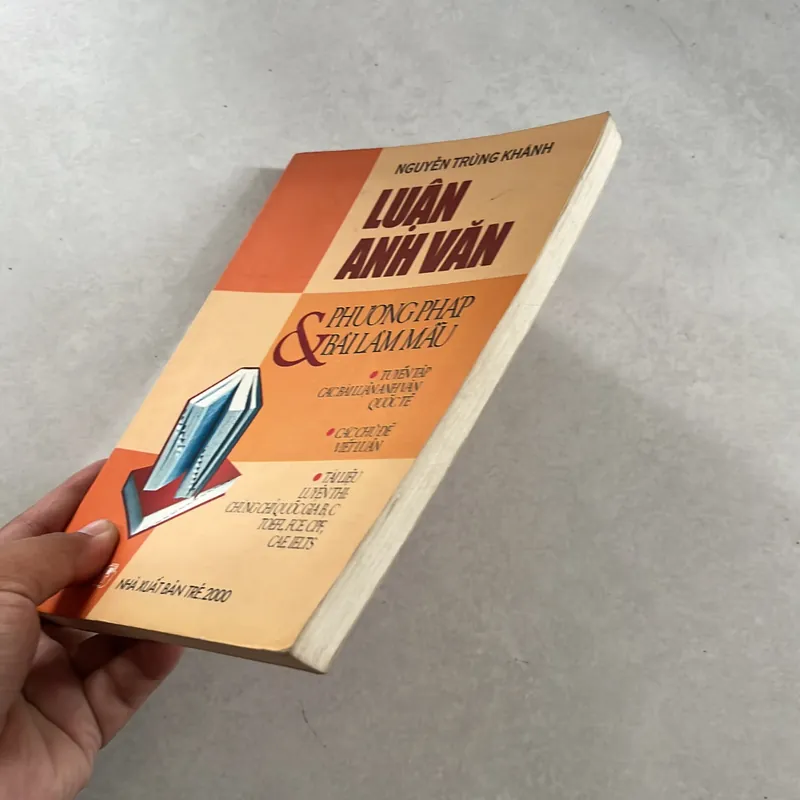 NGUYỄN TRÙNG KHÁNH
LUẬN
ANH VĂN
& PHƯƠNG PHÁP
BÀI LÀM MẪU
• TUYỂN TẬP
CÁC BÀI LUẬN ANH VĂN
QUỐC TẾ
• CÁC CHỦ ĐỀ
VIẾT LUẬN
• TÀI LIỆU
LUYỆN THI:
CHỨNG CHỈ QUỐC GIA B, C
TOEFL, FCE, CPE,
CAE, IELTS
NHÀ XUẤT BẢN TRẺ, 2000